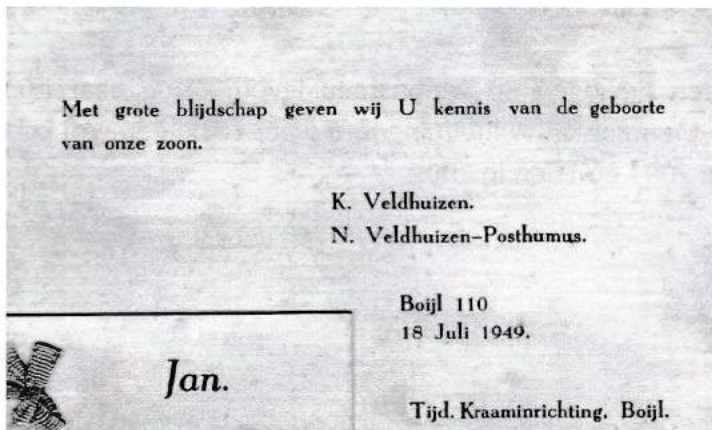 Met grote blijdschap geven wij U kennis van de geboorte
van onze zoon.
K. Veldhuizen.
N. Veldhuizen-Posthumus.
Boijl 110
18 Juli 1949.
Jan.
Tijd. Kraaminrichting, Boijl.